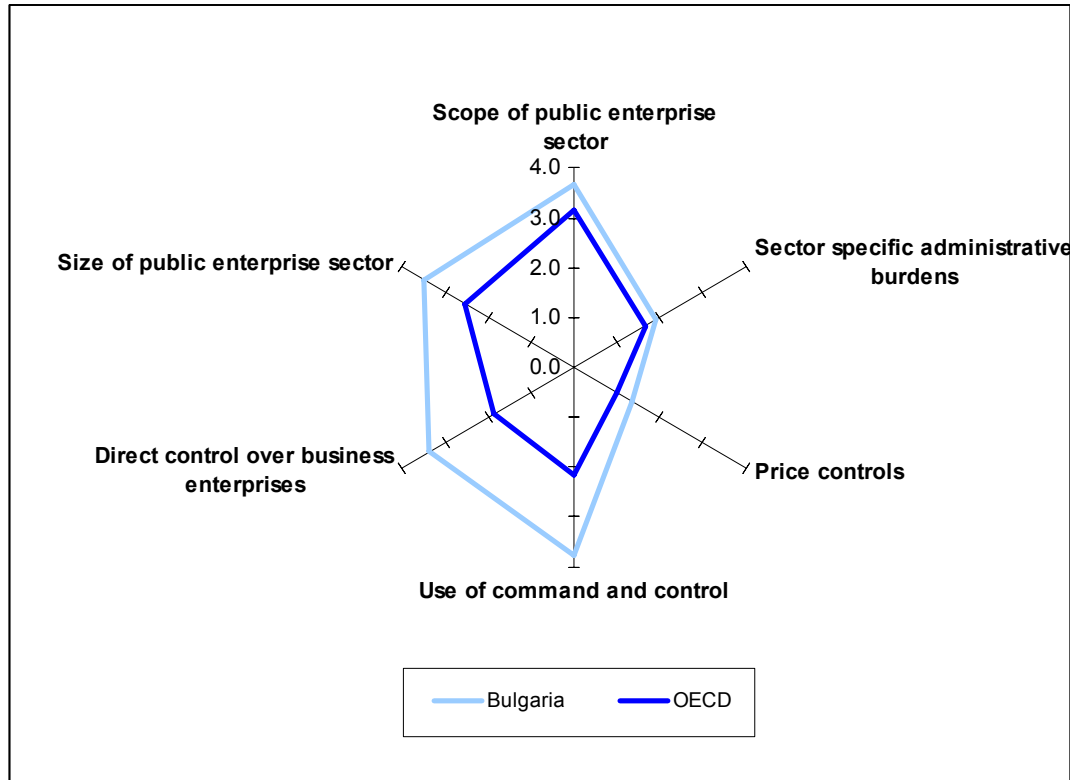 Scope of public enterprise
sector
4.0
3.0
Sector specific administrative
burdens
Size of public enterprise sector
2.0
1.0
0.0
Direct control over business
enterprises
Price controls
Use of command and control
Bulgaria
OECD